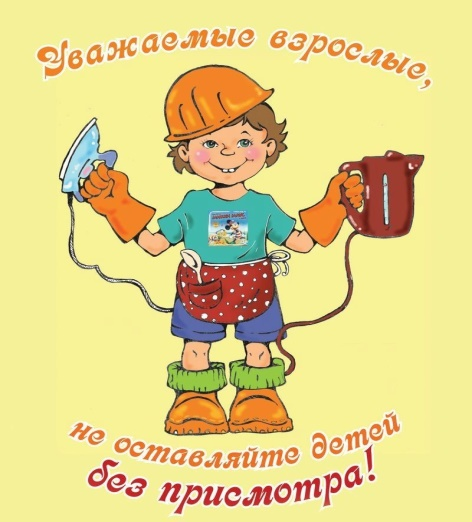 Уважаемые взрослые,
не оставляйте детей
без присмотра!